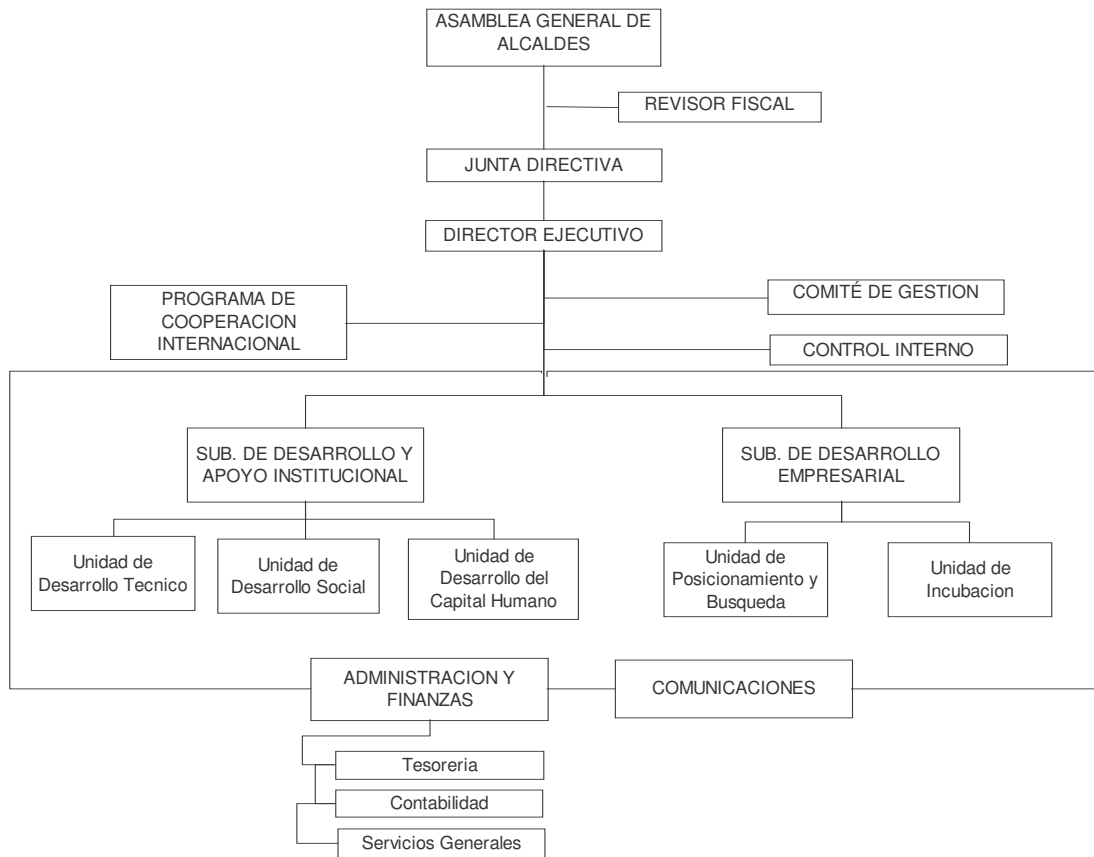 ASAMBLEA GENERAL DE
ALCALDES
REVISOR FISCAL
JUNTA DIRECTIVA
DIRECTOR EJECUTIVO
PROGRAMA DE
COOPERACION
INTERNACIONAL
COMITÉ DE GESTION
CONTROL INTERNO
SUB. DE DESARROLLO Y
APOYO INSTITUCIONAL
SUB. DE DESARROLLO
EMPRESARIAL
Unidad de
Desarrollo Tecnico
Unidad de
Desarrollo Social
Unidad de
Desarrollo del
Capital Humano
Unidad de
Posicionamiento y
Busqueda
Unidad de
Incubacion
ADMINISTRACION Y
FINANZAS
COMUNICACIONES
Tesoreria
Contabilidad
Servicios Generales